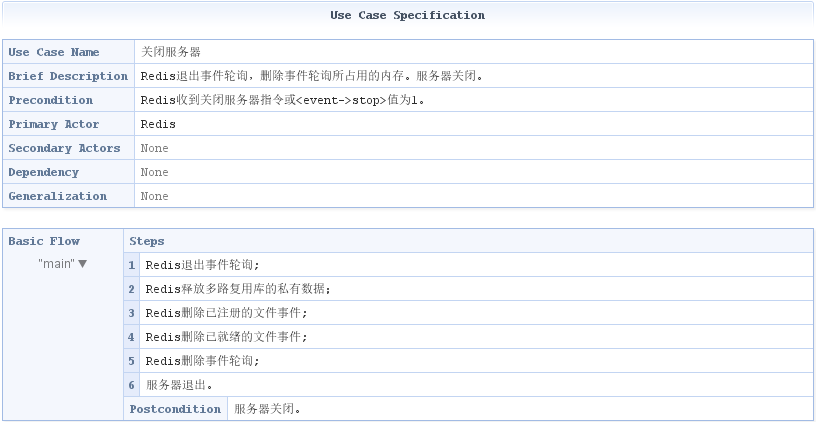 Use Case Specification
Use Case Name 关闭服务器
Brief Description Redis退出事件轮询，删除事件轮询所占用的内存。服务器关闭。
Precondition Redis收到关闭服务器指令或<event->stop>值为1。
Primary Actor Redis
Secondary Actors None
Dependency None
Generalization None
Basic Flow Steps
"main" ▼
1 Redis退出事件轮询;
2 Redis释放多路复用库的私有数据;
3 Redis删除已注册的文件事件;
4 Redis删除已就绪的文件事件;
5 Redis删除事件轮询;
6 服务器退出。
Postcondition 服务器关闭。